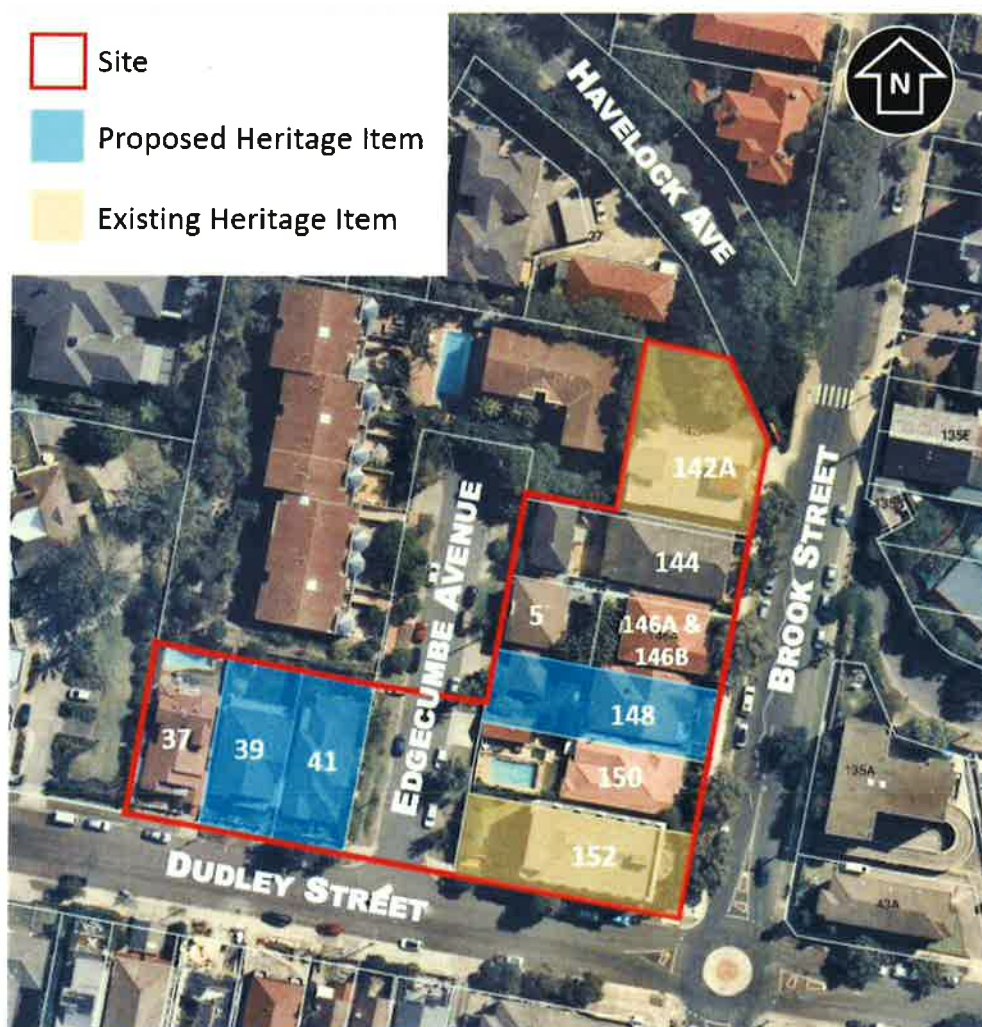 Site
Proposed Heritage Item
Existing Heritage Item
N
HAVELOCK AVE
37
142A
135E
144
BROOK STREET
5
146A &
146B
EDGECUMBE AVENUE
148
37
39
41
150
135A
152
DUDLEY STREET
43A